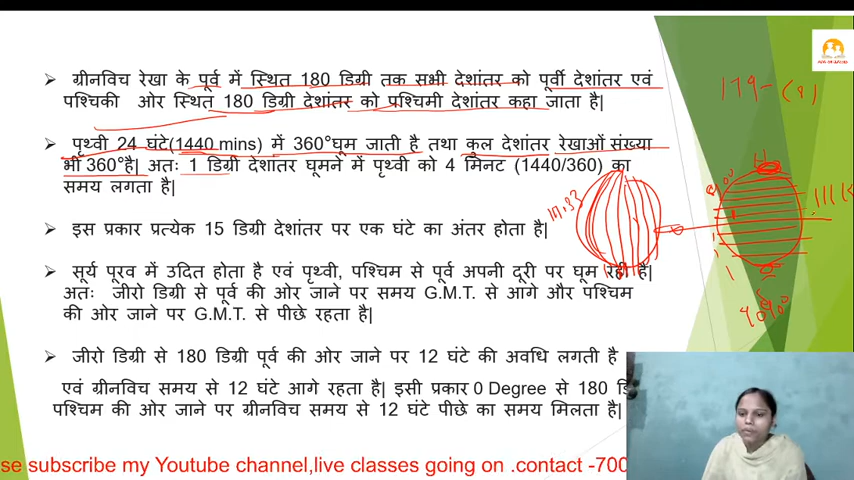 ग्रीनविच रेखा के पूर्व में स्थित 180 डिग्री तक सभी देशांतर को पूर्वी देशांतर एवं
पश्चिकी ओर स्थित 180 डिग्री देशांतर को पश्चिमी देशांतर कहा जाता है|
पृथ्वी 24 घंटे(1440 mins) में 360°घूम जाती है तथा कुल देशांतर रेखाओं संख्या
भी 360°है| अतः 1 डिग्री देशांतर घूमने में पृथ्वी को 4 मिनट (1440/360) का
समय लगता है|
इस प्रकार प्रत्येक 15 डिग्री देशांतर पर एक घंटे का अंतर होता है|
सूर्य पूरव में उदित होता है एवं पृथ्वी, पश्चिम से पूर्व अपनी दूरी पर घूम रही है|
अतः जीरो डिग्री से पूर्व की ओर जाने पर समय G.M.T. से आगे और पश्चिम
की ओर जाने पर G.M.T. से पीछे रहता है|
जीरो डिग्री से 180 डिग्री पूर्व की ओर जाने पर 12 घंटे की अवधि लगती है
एवं ग्रीनविच समय से 12 घंटे आगे रहता है| इसी प्रकार 0 Degree से 180 डि
पश्चिम की ओर जाने पर ग्रीनविच समय से 12 घंटे पीछे का समय मिलता है|
se subscribe my Youtube channel,live classes going on .contact -700